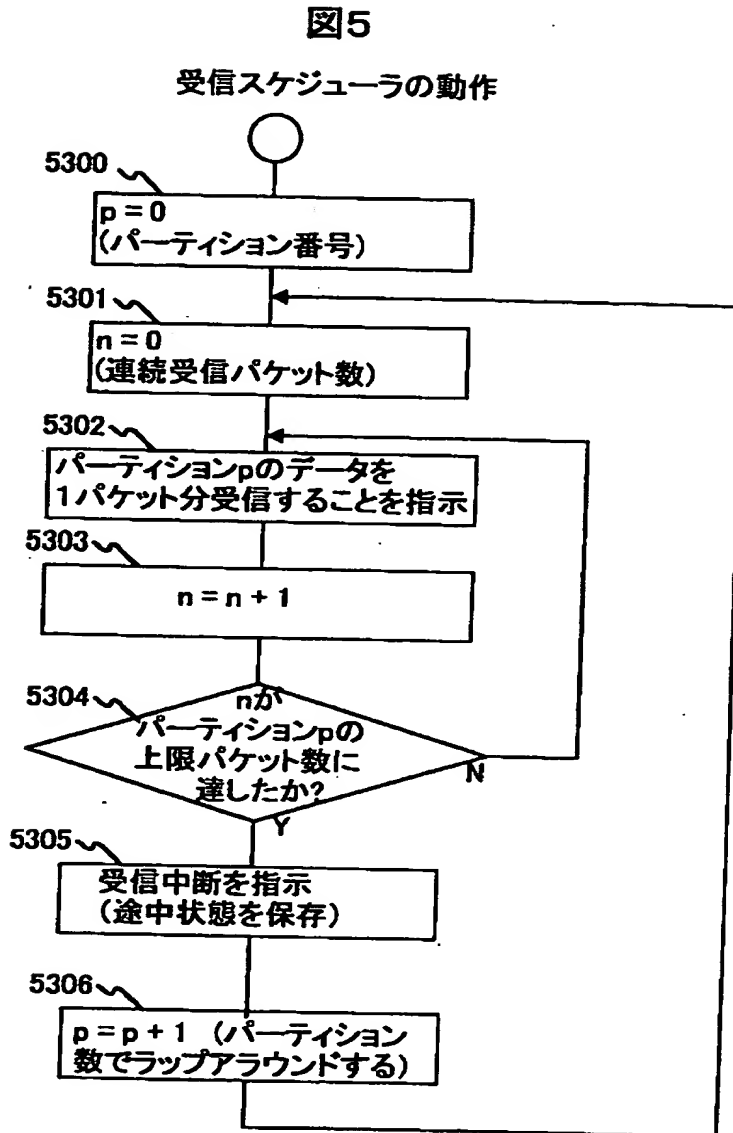 図5
受信スケジューラの動作
5300
p = 0
(パーティション番号)
5301
n = 0
(連続受信パケット数)
5302
パーティションpのデータを
1パケット分受信することを指示
5303
n = n + 1
5304
nが
パーティションpの
上限パケット数に
達したか?
N
Y
5305
受信中断を指示
(途中状態を保存)
5306
p = p + 1 (パーティション
数でラップアラウンドする)